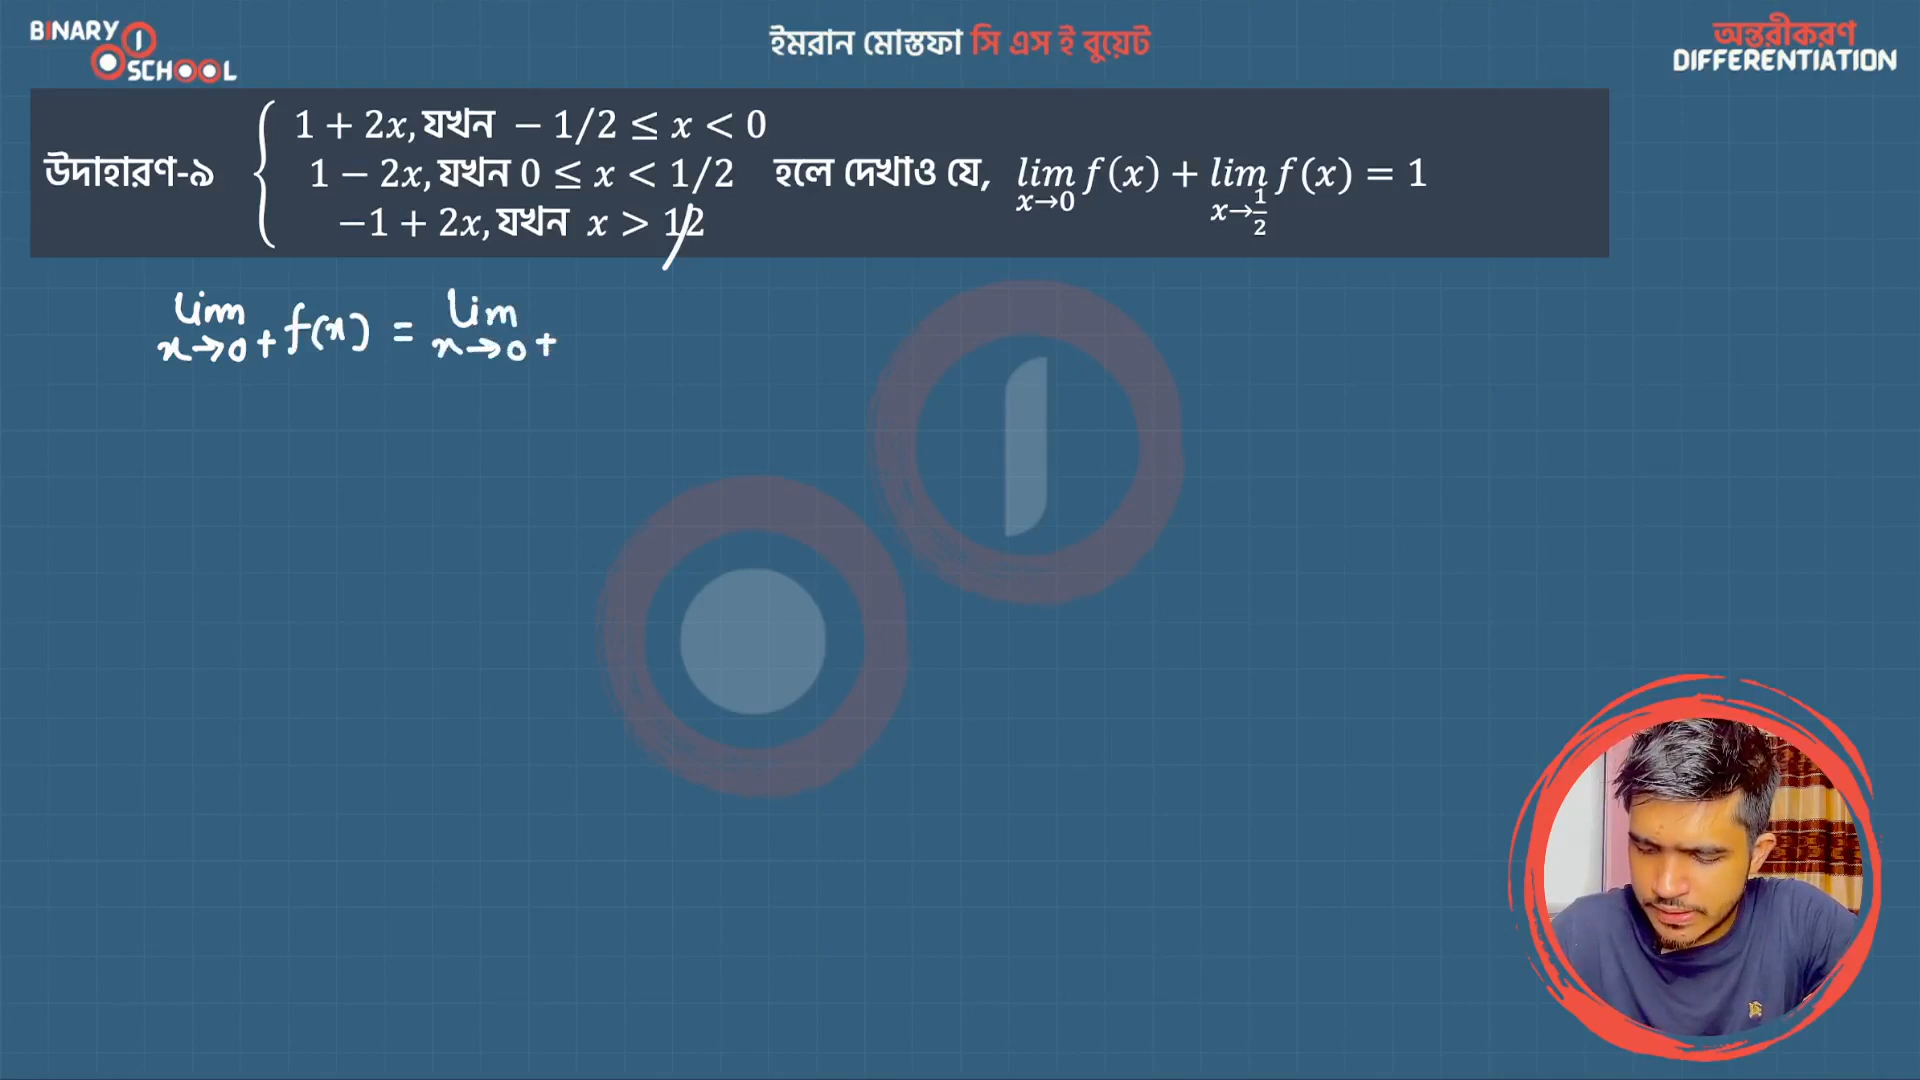 BINARY SCHOOL
ইমরান মোস্তফা সি এস ই বুয়েট
অন্তরীকরণ
DIFFERENTIATION
1 + 2x, যখন − 1/2 ≤ x < 0
উদাহারণ-৯ 1 − 2x, যখন 0 ≤ x < 1/2 হলে দেখাও যে, lim x→0 f(x) + lim x→1/2 f(x) = 1
−1 + 2x, যখন x > 1/2
lim x→0+ f(x) = lim x→0+